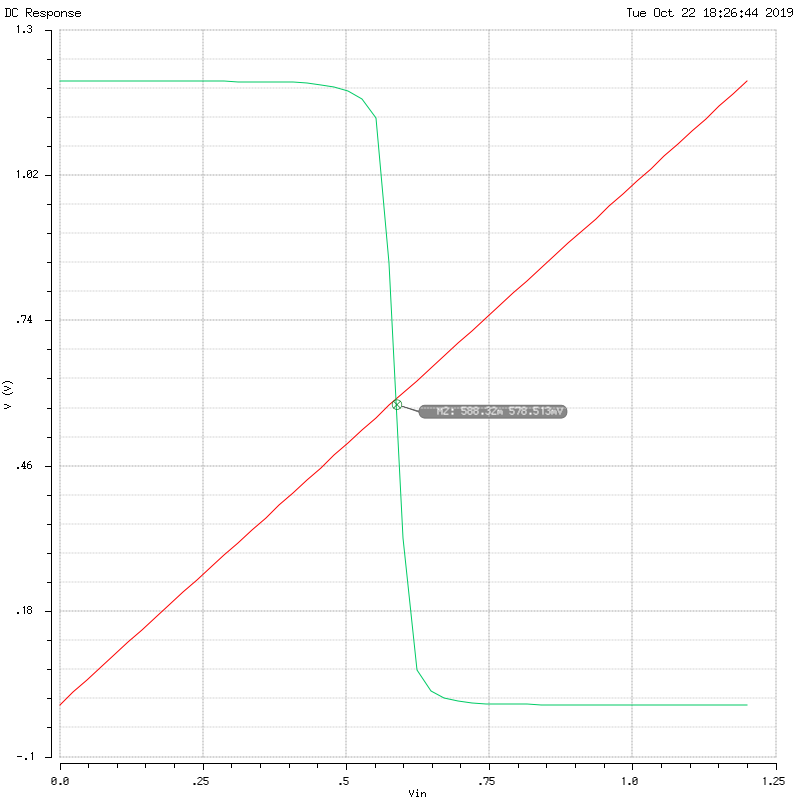 DC Response
Tue Oct 22 18:26:44 2019
1.3
1.02
.74
V (V)
M2: 588.32m 578.513mV
.46
.18
-.1
0.0 .25 .5 .75 1.0 1.25
Vin